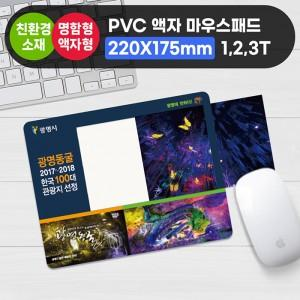 친환경
소재
명함형
액자형
PVC 액자 마우스패드
220X175mm 1,2,3T
광명시
광명동굴
2017~2018
한국 100대
관광지 선정
광명동굴